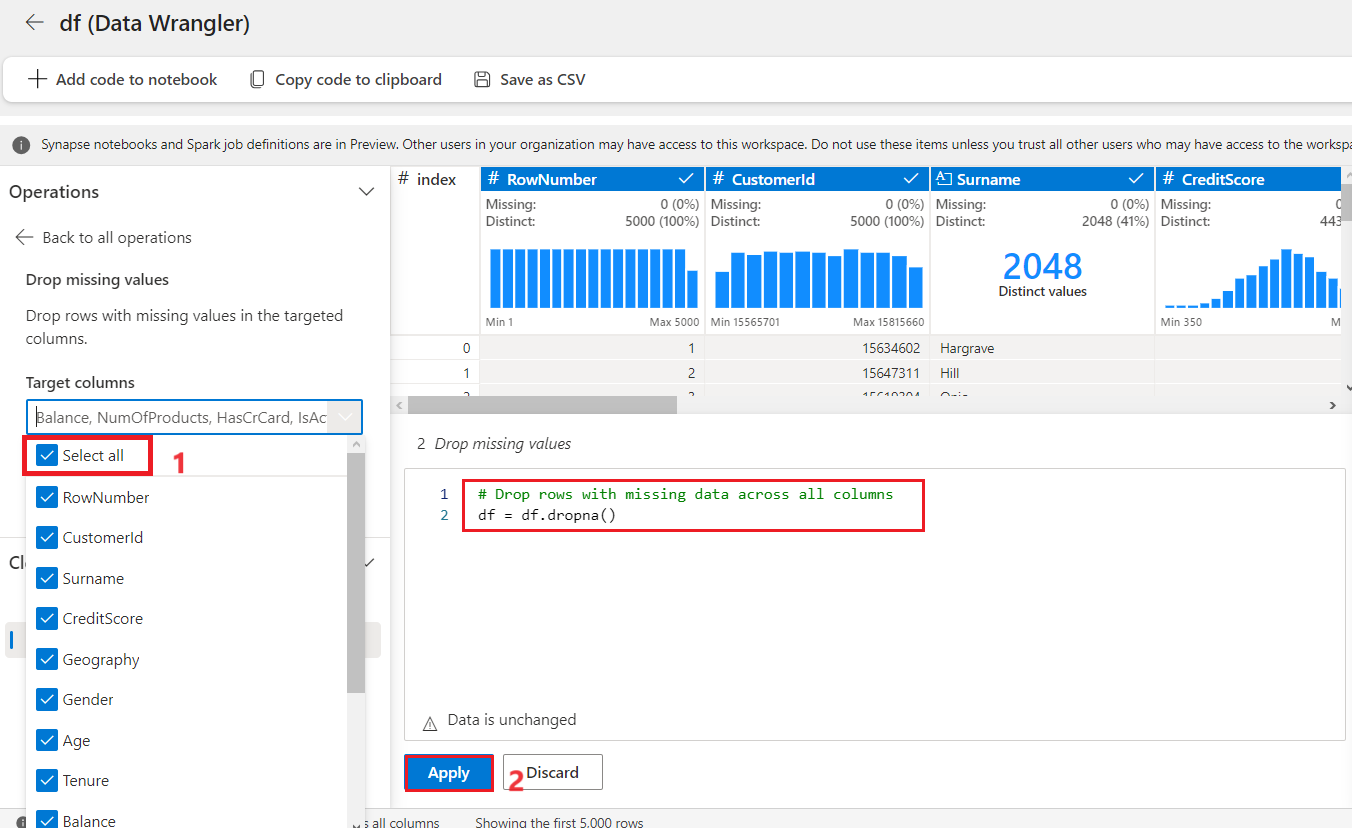 df (Data Wrangler)
Add code to notebook Copy code to clipboard Save as CSV
Synapse notebooks and Spark job definitions are in Preview. Other users in your organization may have access to this workspace. Do not use these items unless you trust all other users who may have access to the
Operations
Back to all operations
Drop missing values
Drop rows with missing values in the targeted
columns.
Target columns
Balance, NumOfProducts, HasCrCard, IsAc
Select all 1
RowNumber
CustomerId
Surname
CreditScore
Geography
Gender
Age
Tenure
Balance
# index # RowNumber # CustomerId A Surname # CreditScore
Missing: 0 (0%) Missing: 0 (0%) Missing: 0 (0%) Missing:
Distinct: 5000 (100%) Distinct: 5000 (100%) Distinct: 2048 (41%) Distinct: 443
2048
Distinct values
Min 1 Max 5000 Min 15565701 Max 15815660 Min 350 M
0 1 15634602 Hargrave
1 2 15647311 Hill
2 Drop missing values
1 # Drop rows with missing data across all columns
2 df = df.dropna()
Data is unchanged
Apply 2 Discard
s all columns Showing the first 5,000 rows